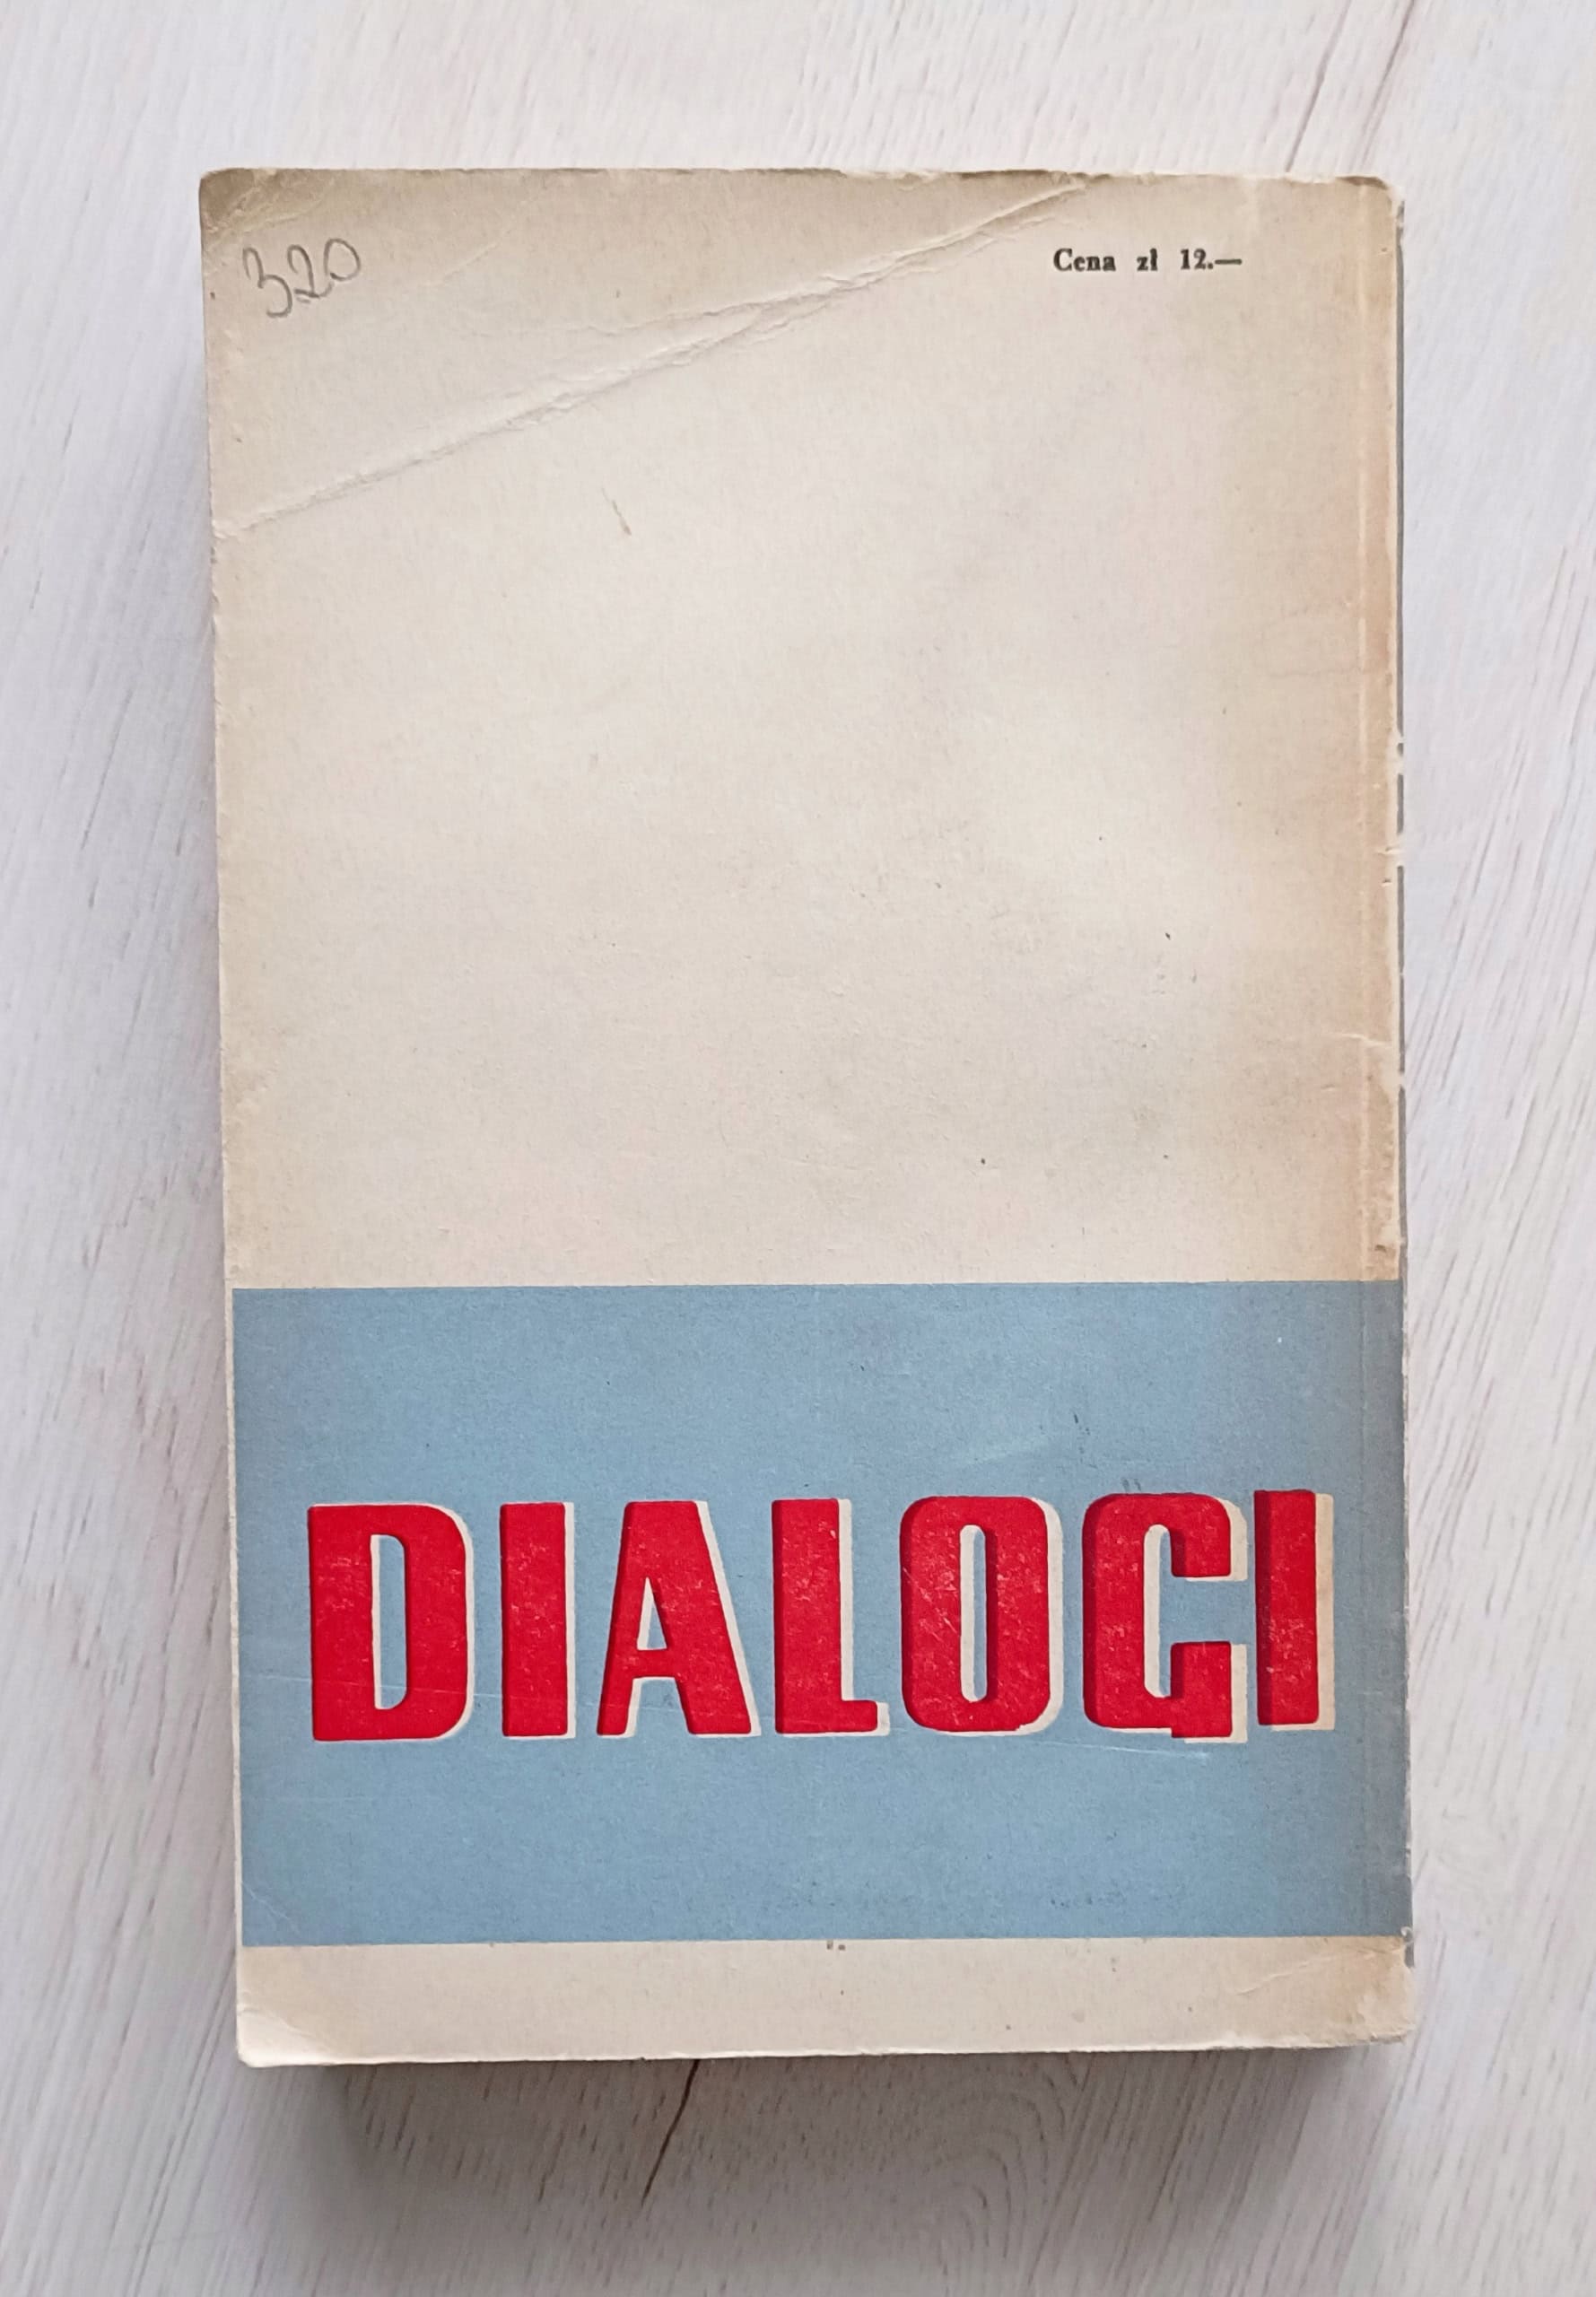 320
Cena zł 12.—
DIALOGI